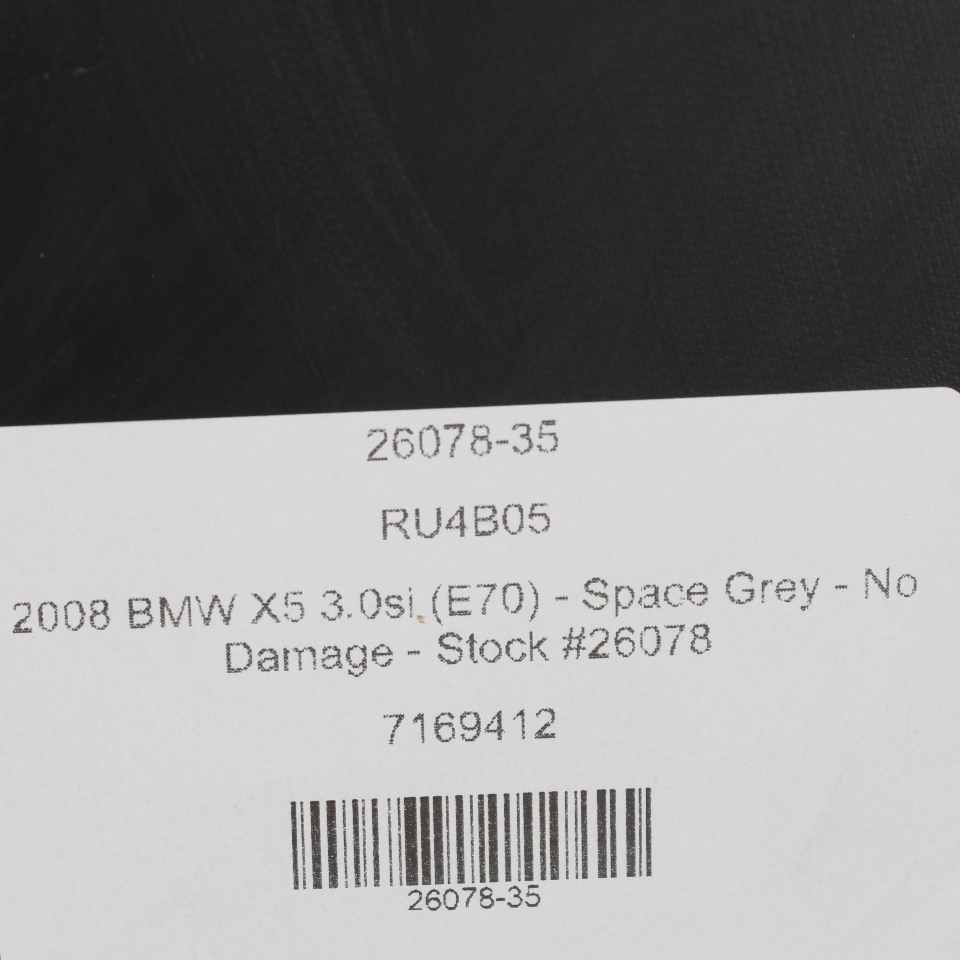 26078-35
RU4B05
2008 BMW X5 3.0si (E70) - Space Grey - No
Damage - Stock #26078
7169412
26078-35